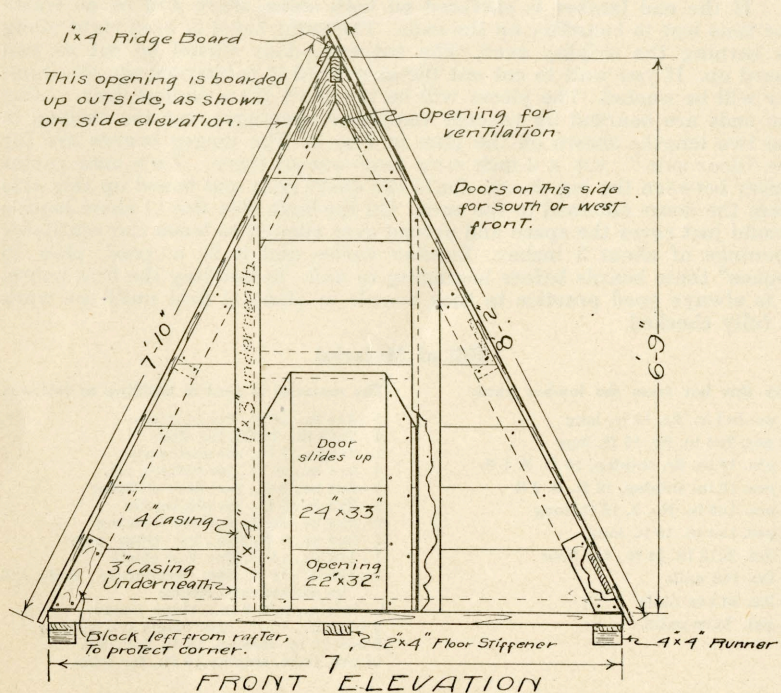 1"x4" Ridge Board
This opening is boarded
up outside, as shown
on side elevation.
Opening for
ventilation
Doors on this side
for south or west
front.
7'-10"
8'-2"
6'-9"
1"x3" underneath
1"x4"
Door
slides up
24"x33"
Opening
22"x32"
4" Casing
3" Casing
Underneath
Block left from rafter,
To protect corner.
2"x4" Floor Stiffener
4"x4" Runner
7'
FRONT ELEVATION